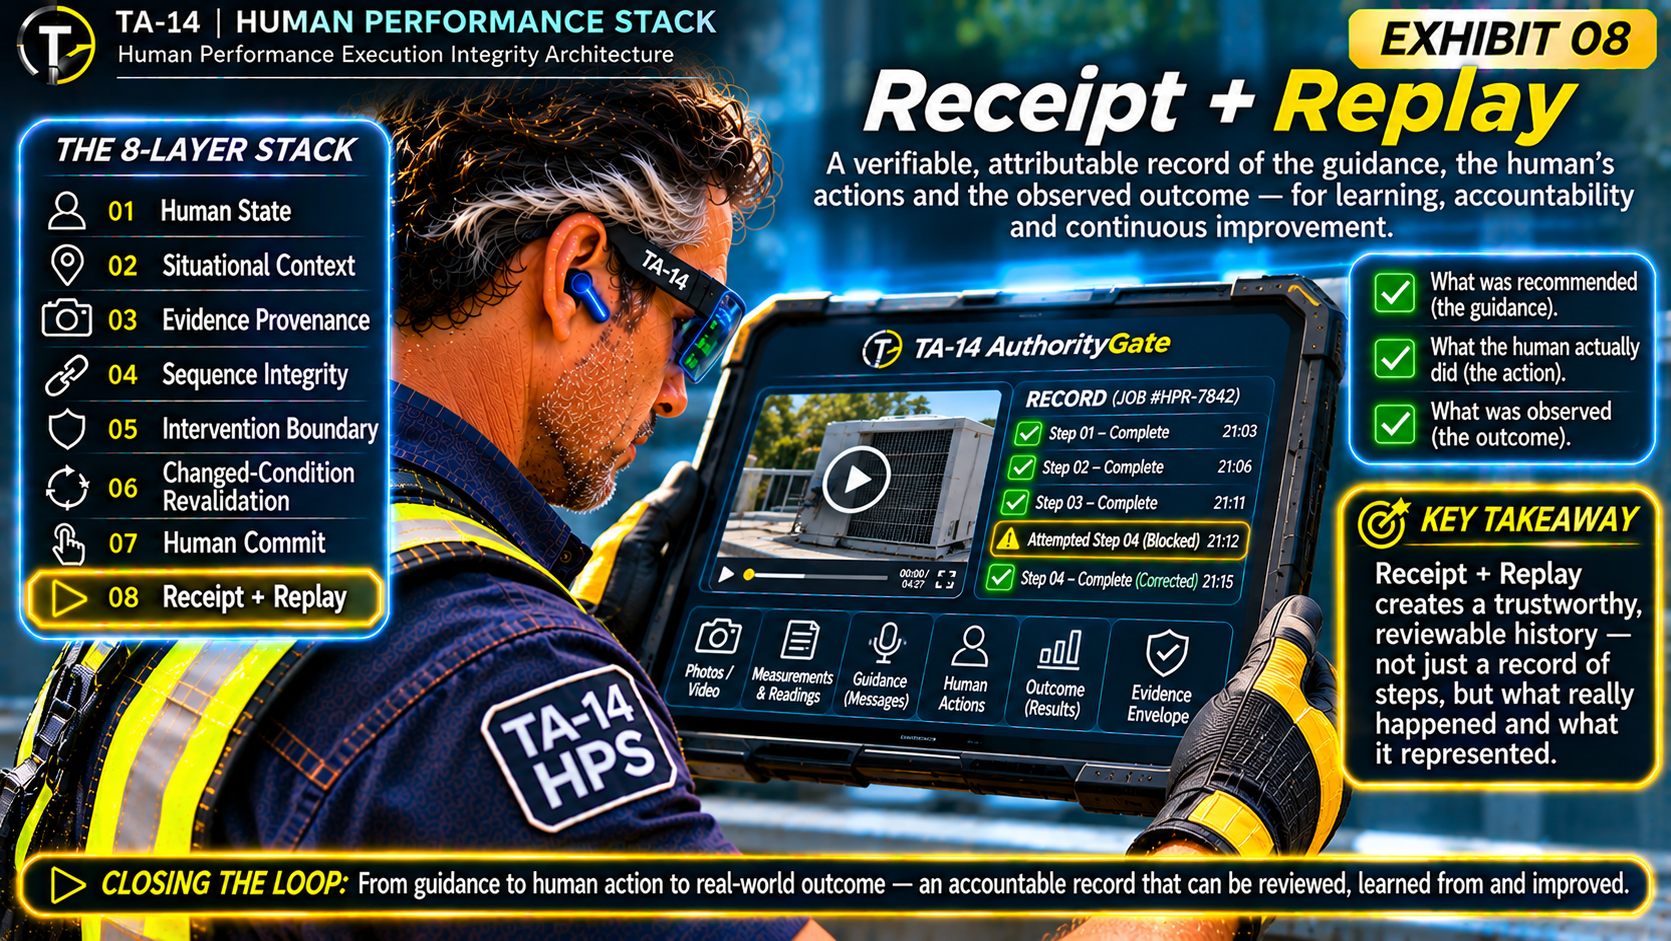 TA-14 | HUMAN PERFORMANCE STACK
Human Performance Execution Integrity Architecture
EXHIBIT 08
Receipt + Replay
A verifiable, attributable record of the guidance, the human's
actions and the observed outcome — for learning, accountability
and continuous improvement.
THE 8-LAYER STACK
01 Human State
02 Situational Context
03 Evidence Provenance
04 Sequence Integrity
05 Intervention Boundary
06 Changed-Condition
Revalidation
07 Human Commit
08 Receipt + Replay
TA-14
TA-14
HPS
TA-14 AuthorityGate
RECORD (JOB #HPR-7842)
Step 01 – Complete 21:03
Step 02 – Complete 21:06
Step 03 – Complete 21:11
Attempted Step 04 (Blocked) 21:12
Step 04 – Complete (Corrected) 21:15
00:00/
04:27
Photos /
Video
Measurements
& Readings
Guidance
(Messages)
Human
Actions
Outcome
(Results)
Evidence
Envelope
What was recommended
(the guidance).
What the human actually
did (the action).
What was observed
(the outcome).
KEY TAKEAWAY
Receipt + Replay
creates a trustworthy,
reviewable history —
not just a record of
steps, but what really
happened and what
it represented.
CLOSING THE LOOP: From guidance to human action to real-world outcome — an accountable record that can be reviewed, learned from and improved.